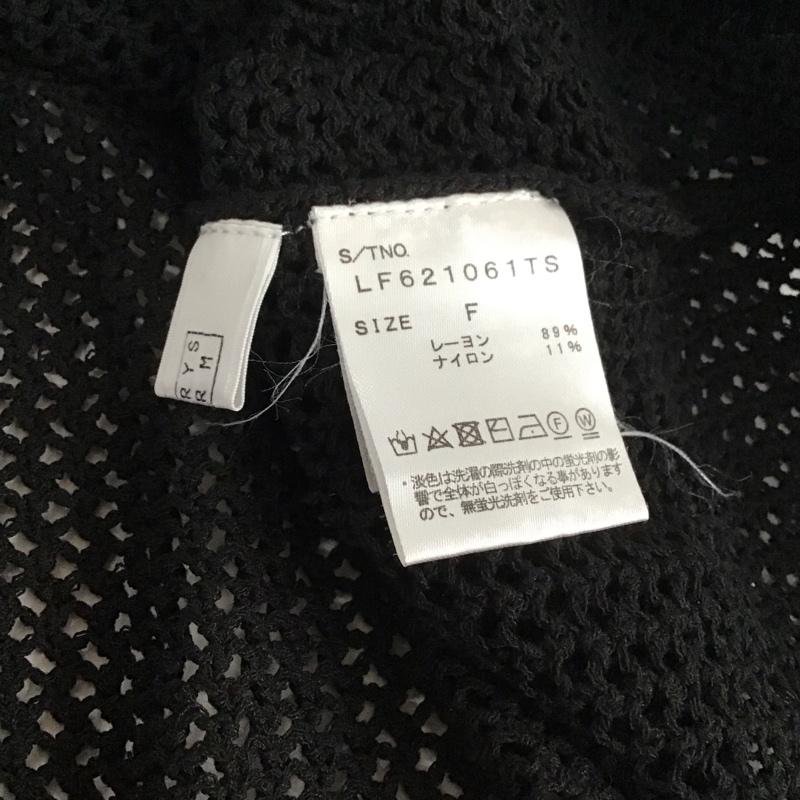 S/TNO.
LF621061TS
SIZE F
レーヨン 89%
ナイロン 11%
F W
・淡色は洗濯の際洗剤の中の蛍光剤の影
響で全体が白っぽくなる事があります
ので、無蛍光洗剤をご使用下さい。
R Y S
R M